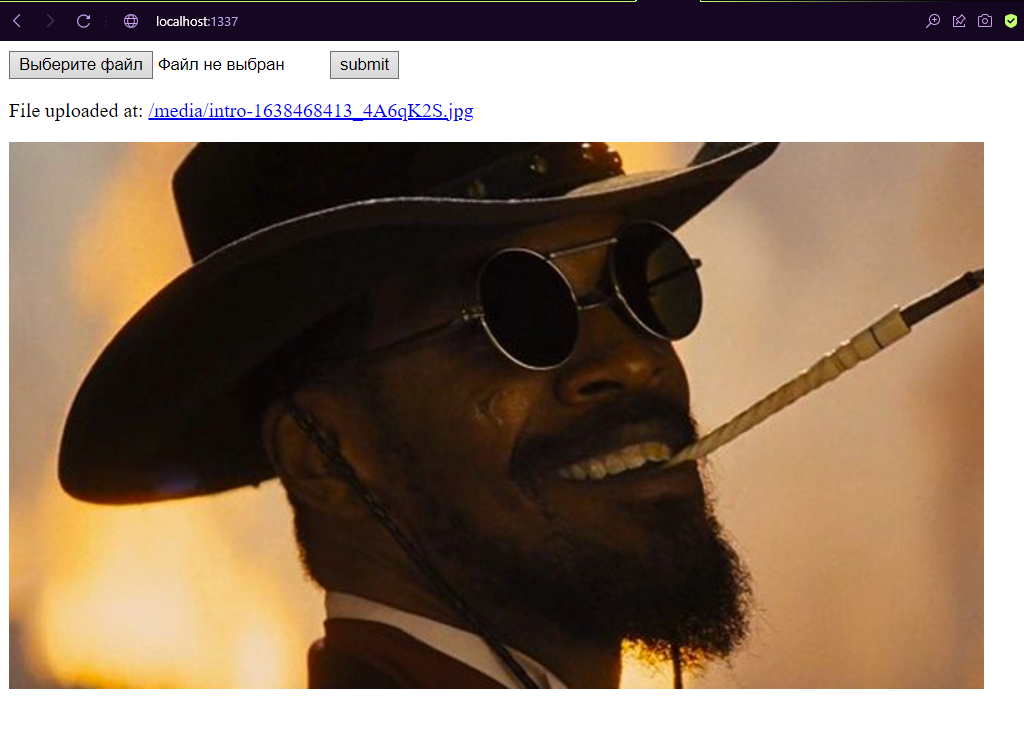 localhost:1337
Выберите файл Файл не выбран submit
File uploaded at: /media/intro-1638468413_4A6qK2S.jpg